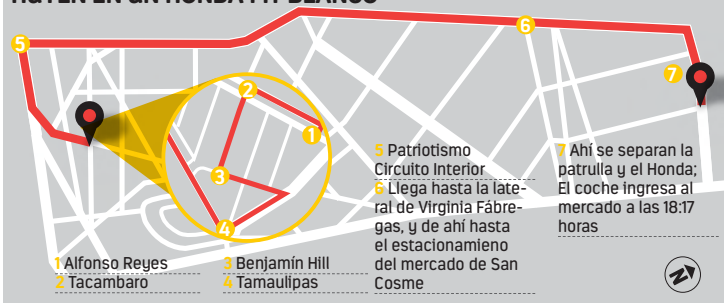 HUYEN EN UN HONDA FIT BLANCO
5
6
7
2
1
3
4
1 Alfonso Reyes
2 Tacambaro
3 Benjamín Hill
4 Tamaulipas
5 Patriotismo
Circuito Interior
6 Llega hasta la late-
ral de Virginia Fábre-
gas, y de ahí hasta
el estacionamieno
del mercado de San
Cosme
7 Ahí se separan la
patrulla y el Honda;
El coche ingresa al
mercado a las 18:17
horas
N